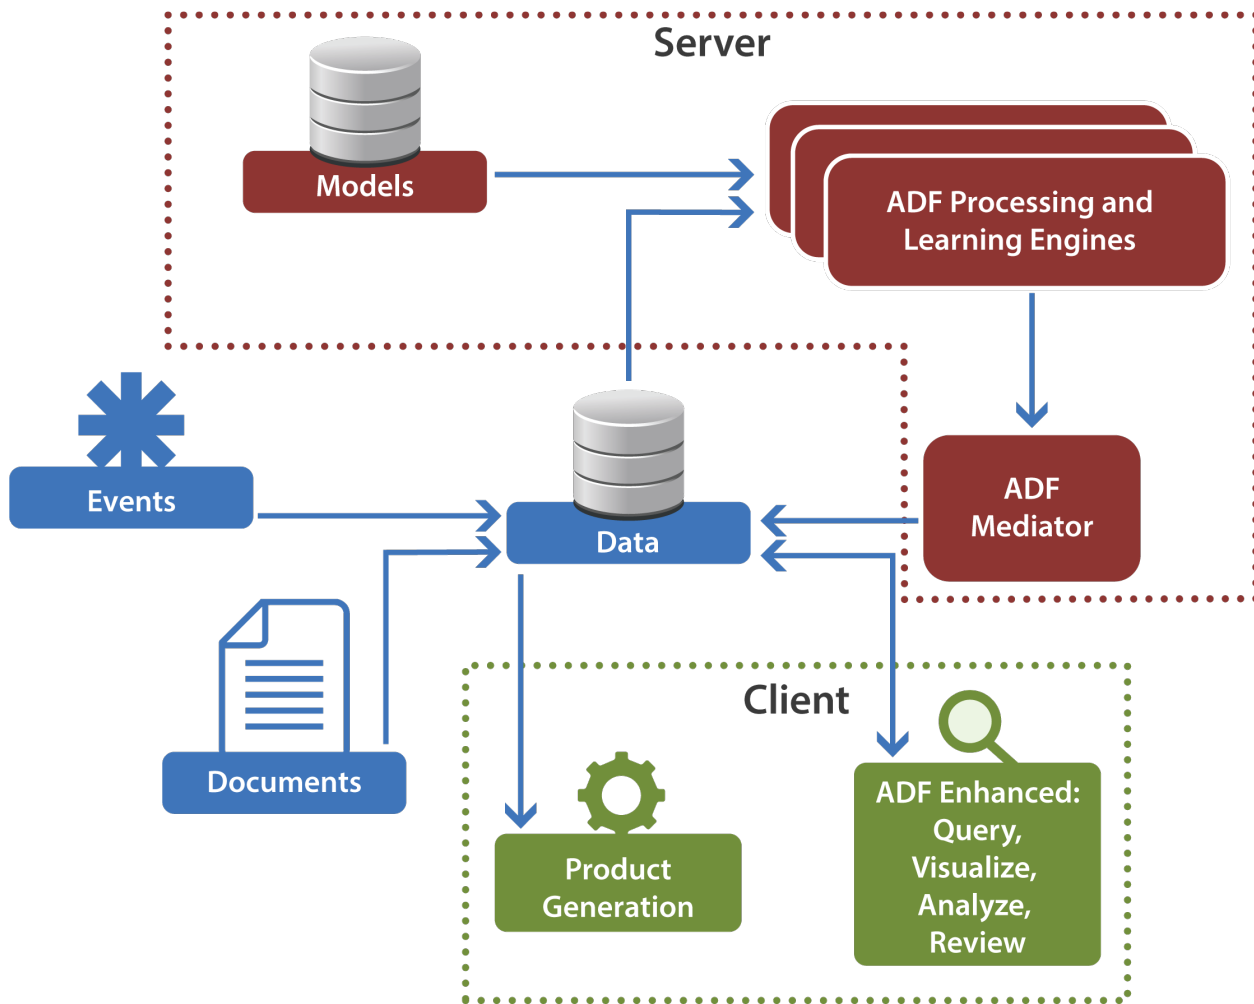 Server
Models
ADF Processing and
Learning Engines
Events
Data
ADF
Mediator
Documents
Client
Product
Generation
ADF Enhanced:
Query,
Visualize,
Analyze,
Review